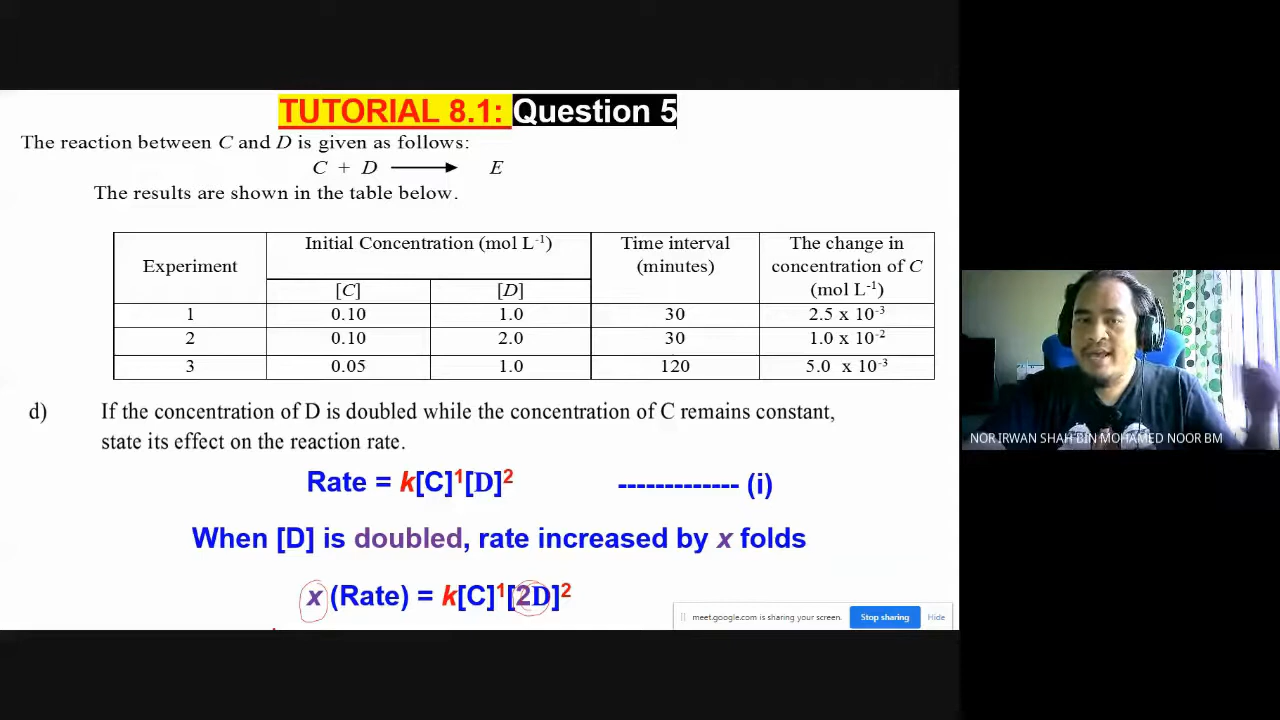 TUTORIAL 8.1: Question 5
The reaction between C and D is given as follows:
C + D ⟶ E
The results are shown in the table below.
Experiment Initial Concentration (mol L⁻¹) Time interval (minutes) The change in concentration of C (mol L⁻¹)
[C] [D]
1 0.10 1.0 30 2.5 x 10⁻³
2 0.10 2.0 30 1.0 x 10⁻²
3 0.05 1.0 120 5.0 x 10⁻³
d) If the concentration of D is doubled while the concentration of C remains constant,
state its effect on the reaction rate.
Rate = k[C]¹[D]² ------------- (i)
When [D] is doubled, rate increased by x folds
x (Rate) = k[C]¹[2D]²
meet.google.com is sharing your screen. Stop sharing Hide
NOR IRWAN SHAH BIN MOHAMED NOOR BM